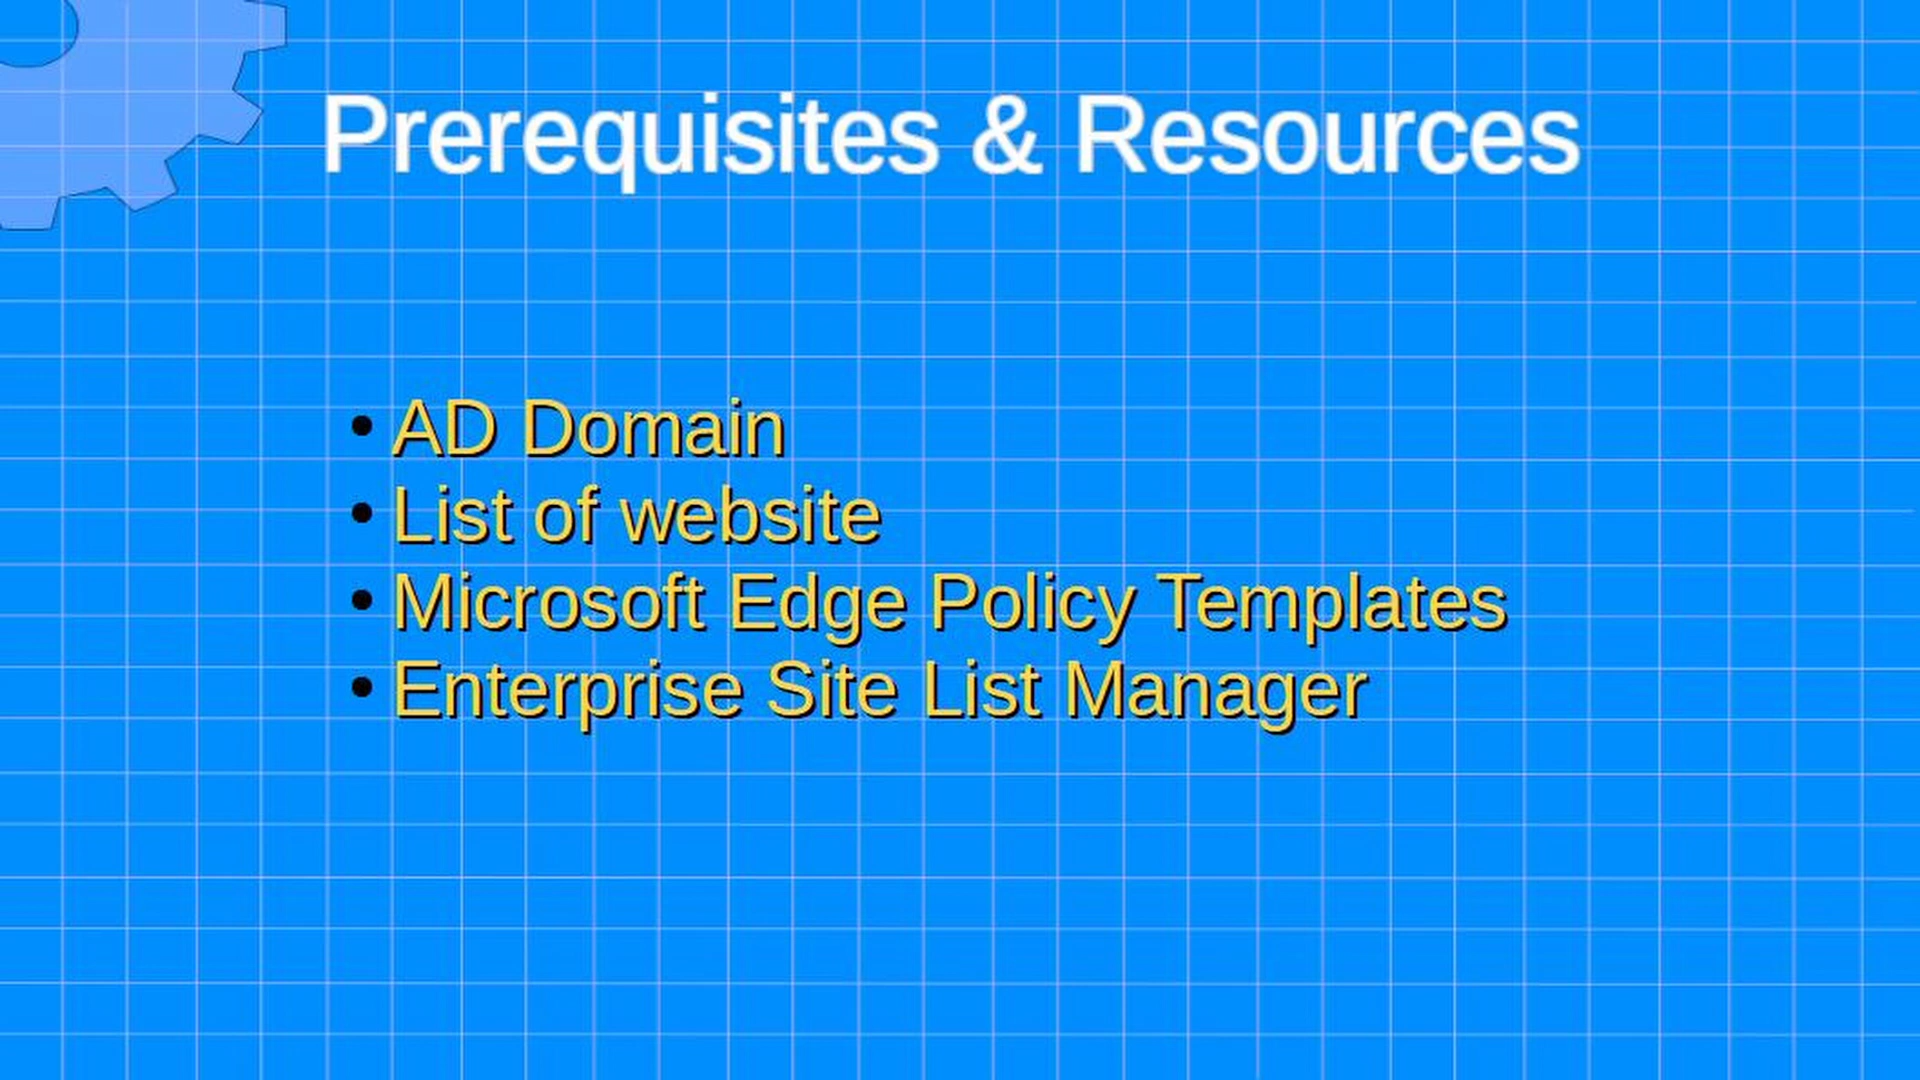 Prerequisites & Resources
• AD Domain
• List of website
• Microsoft Edge Policy Templates
• Enterprise Site List Manager